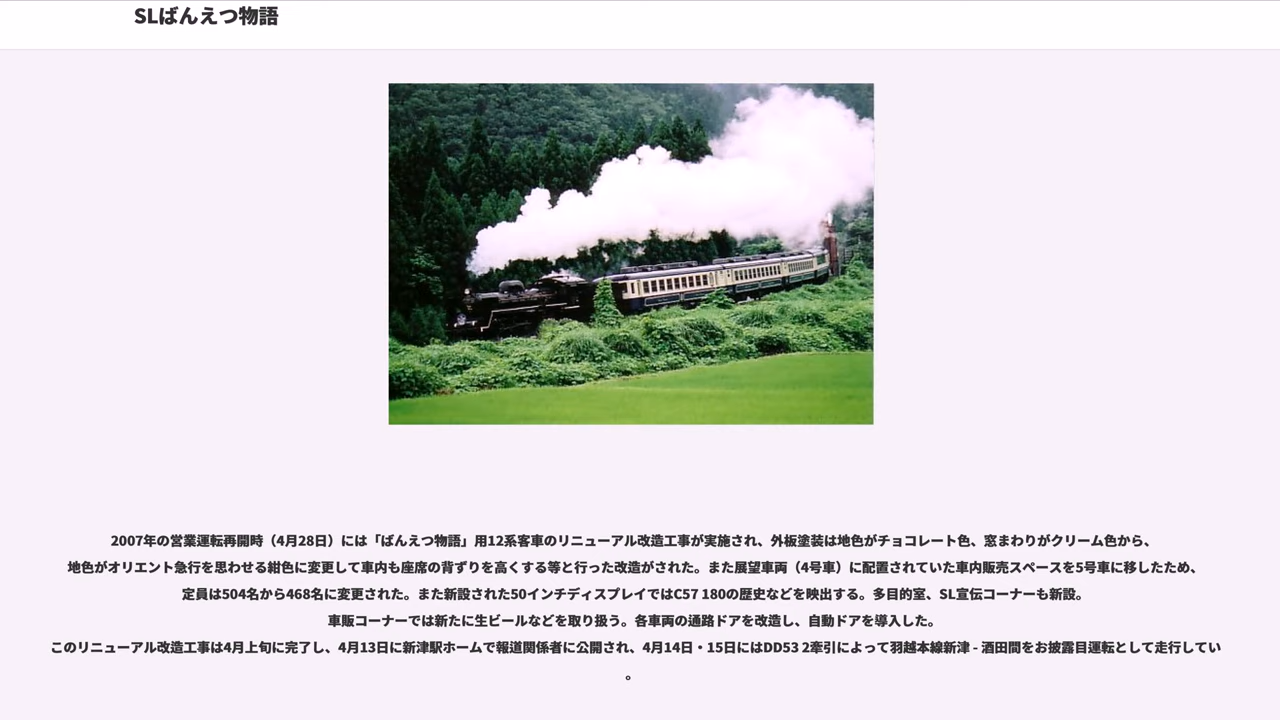 SLばんえつ物語
2007年の営業運転再開時（4月28日）には「ばんえつ物語」用12系客車のリニューアル改造工事が実施され、外板塗装は地色がチョコレート色、窓まわりがクリーム色から、
地色がオリエント急行を思わせる紺色に変更して車内も座席の背ずりを高くする等と行った改造がされた。また展望車両（4号車）に配置されていた車内販売スペースを5号車に移したため、
定員は504名から468名に変更された。また新設された50インチディスプレイではC57 180の歴史などを映出する。多目的室、SL宣伝コーナーも新設。
車販コーナーでは新たに生ビールなどを取り扱う。各車両の通路ドアを改造し、自動ドアを導入した。
このリニューアル改造工事は4月上旬に完了し、4月13日に新津駅ホームで報道関係者に公開され、4月14日・15日にはDD53 2牽引によって羽越本線新津 - 酒田間をお披露目運転として走行してい
。